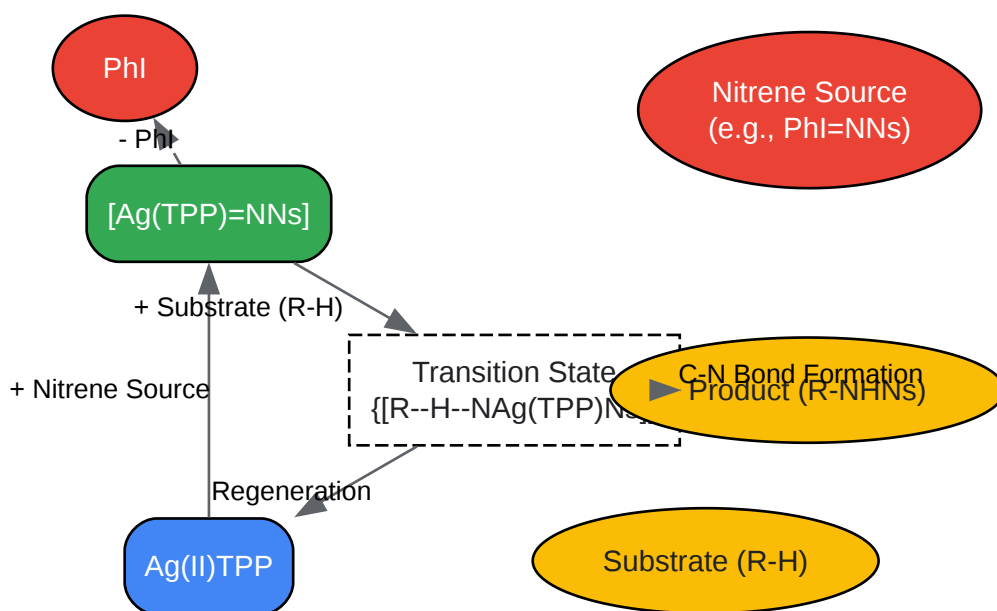 PhI
Nitrene Source
(e.g., PhI=NNs)
- PhI
[Ag(TPP)=NNs]
+ Substrate (R-H)
Transition State
{[R--H--NAg(TPP)Ns]
C-N Bond Formation
Product (R-NHNs)
+ Nitrene Source
Regeneration
Ag(II)TPP
Substrate (R-H)